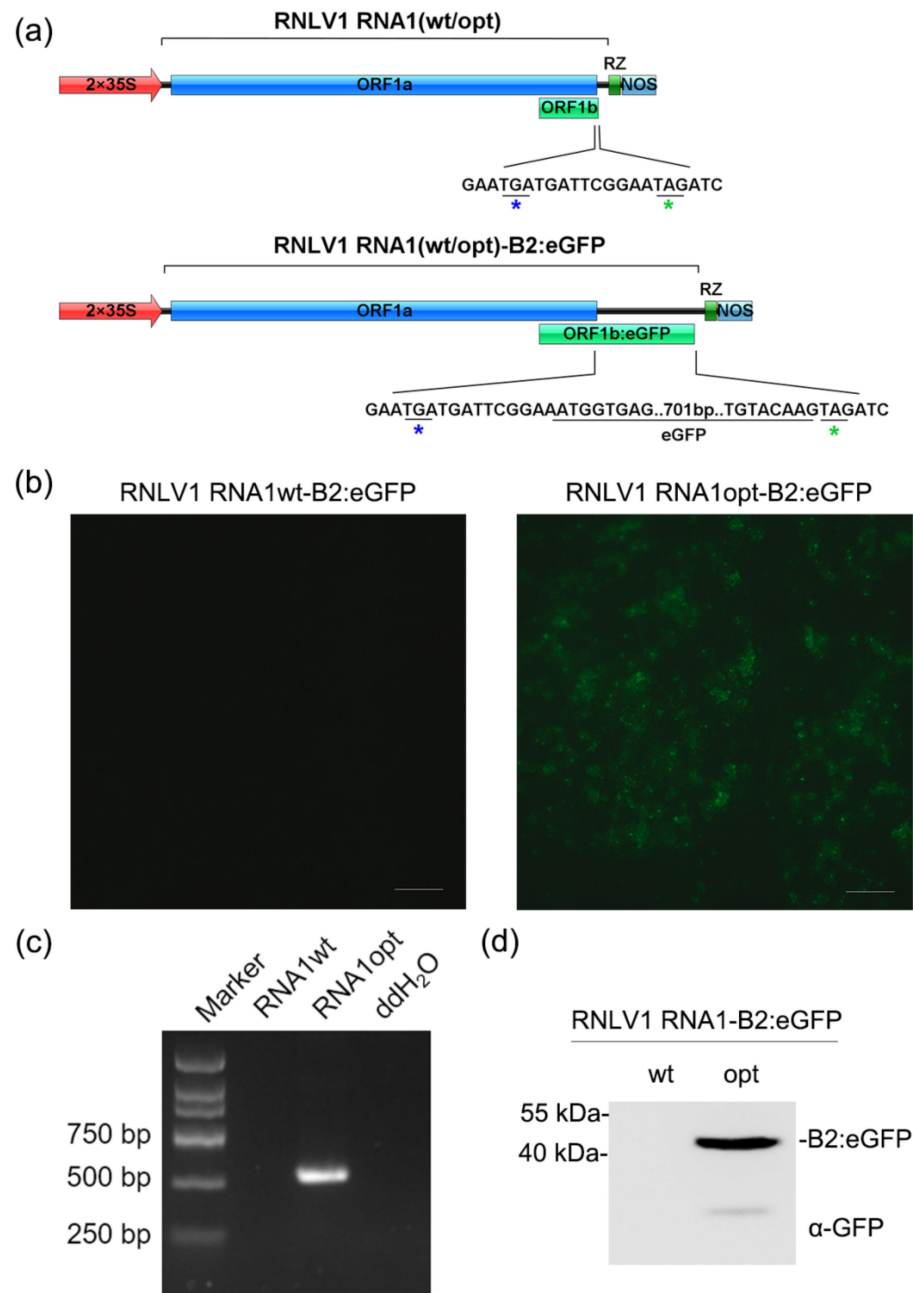 (a)
RNLV1 RNA1(wt/opt)
RZ
2×35S
ORF1a
NOS
ORF1b
GAATGATGATTCGGAATAGATC
* *
RNLV1 RNA1(wt/opt)-B2:eGFP
RZ
2×35S
ORF1a
NOS
ORF1b:eGFP
GAATGATGATTCGGAAATGGTGAG..701bp..TGTACAAGTAGATC
* eGFP *
(b)
RNLV1 RNA1wt-B2:eGFP
RNLV1 RNA1opt-B2:eGFP
(c)
Marker
RNA1wt
RNA1opt
ddH₂O
750 bp
500 bp
250 bp
(d)
RNLV1 RNA1-B2:eGFP
wt opt
55 kDa-
40 kDa-
-B2:eGFP
α-GFP